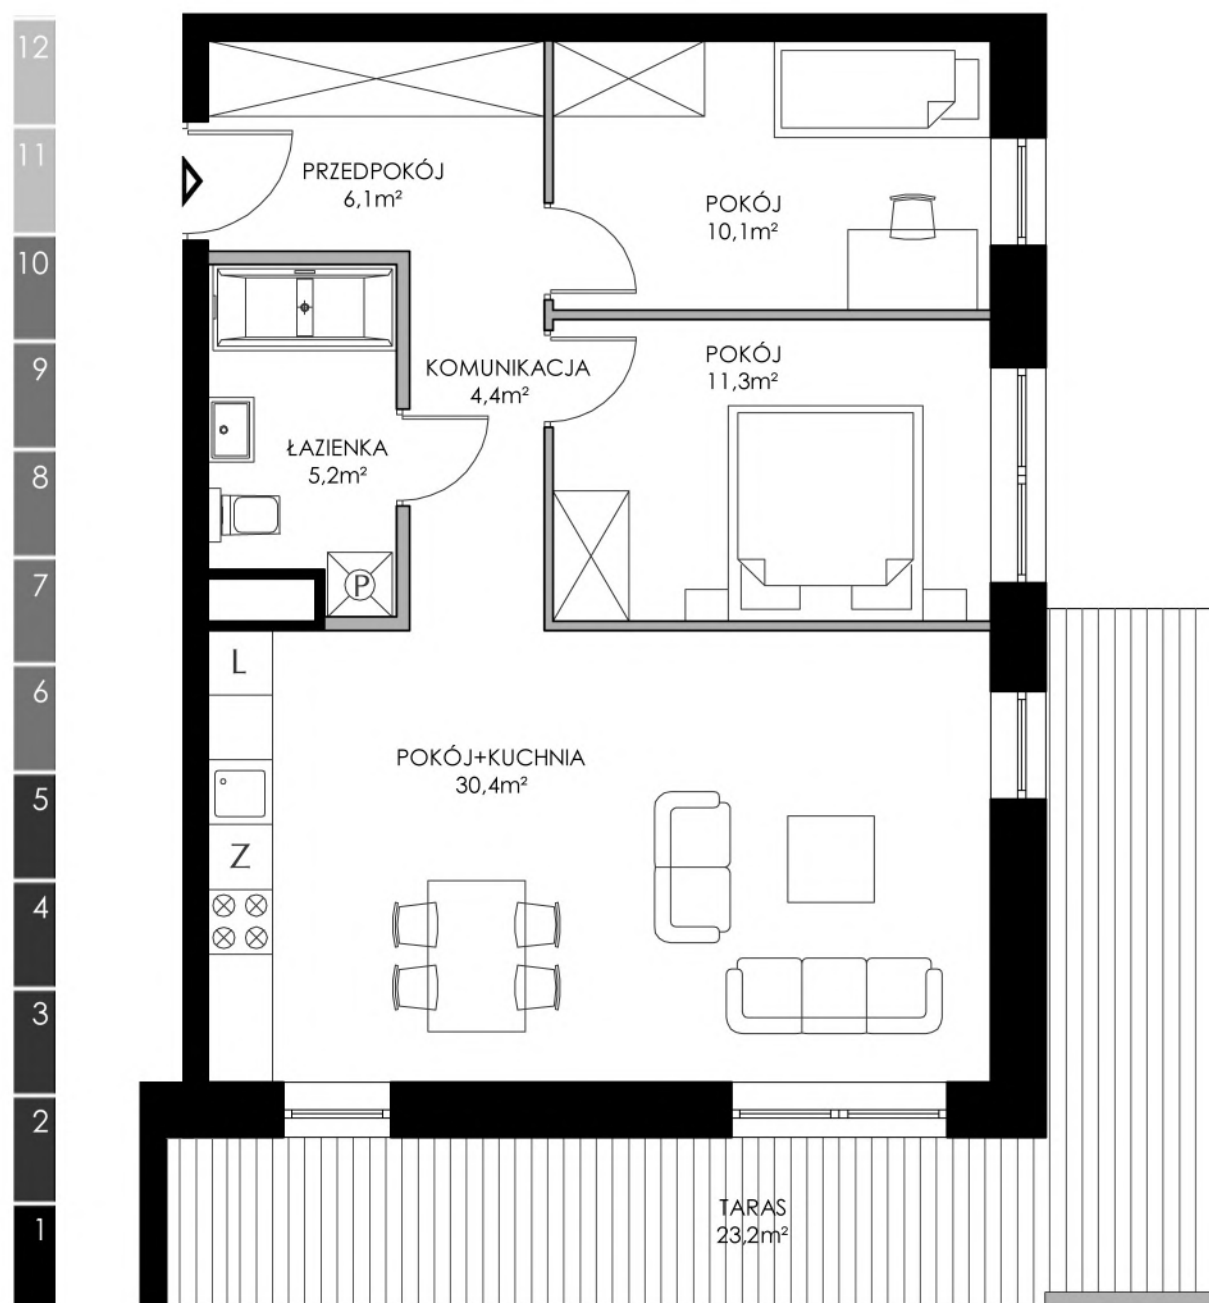 12
11
10
9
8
7
6
5
4
3
2
1
PRZEDPOKÓJ
6,1m²
POKÓJ
10,1m²
KOMUNIKACJA
4,4m²
POKÓJ
11,3m²
ŁAZIENKA
5,2m²
P
L
POKÓJ+KUCHNIA
30,4m²
Z
TARAS
23,2m²